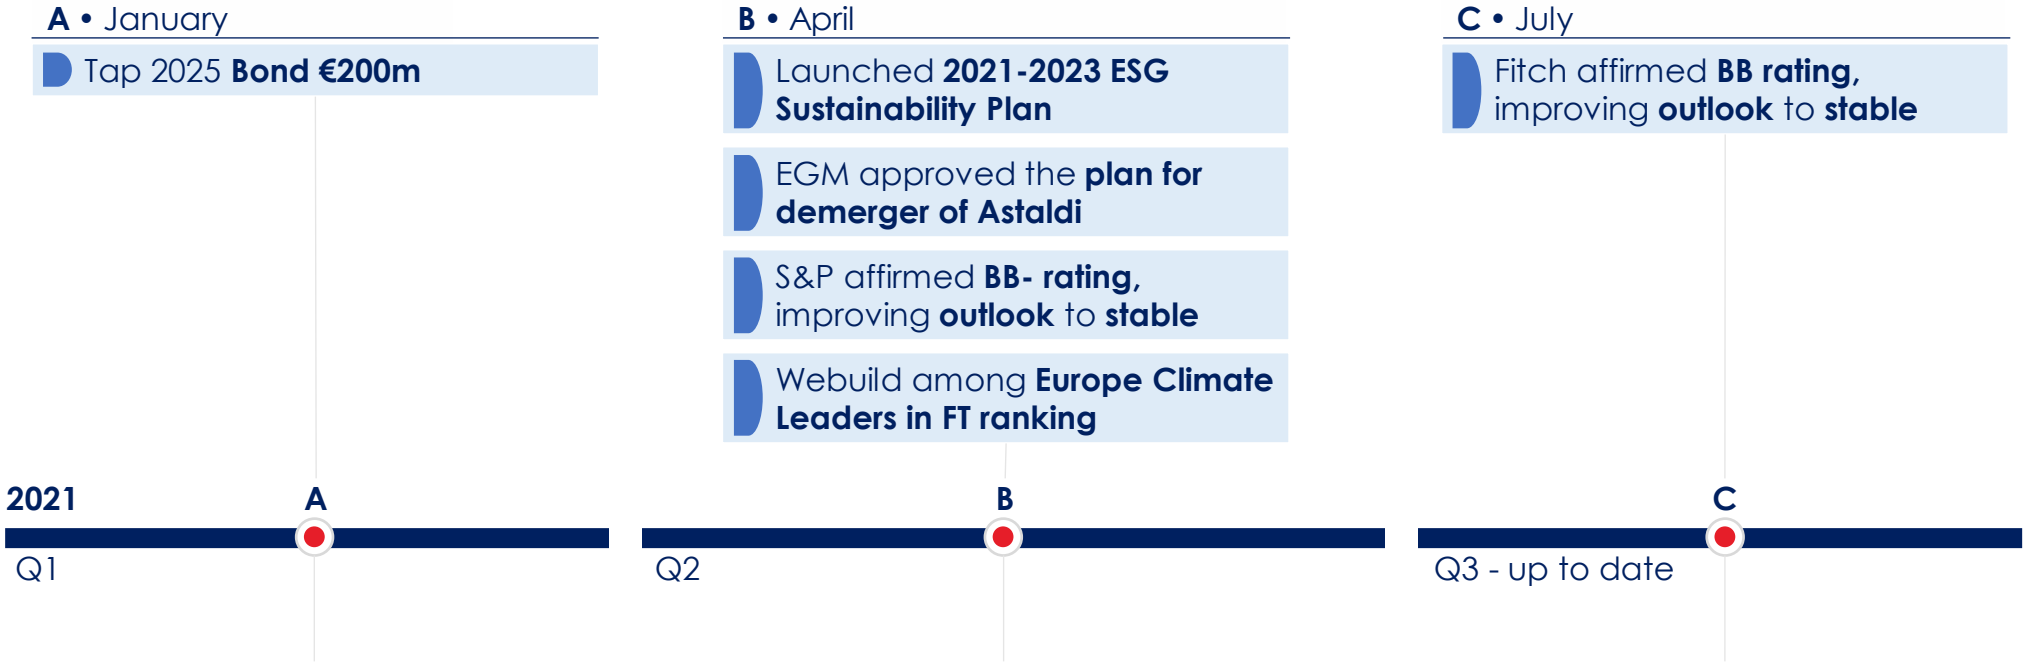 A • January
Tap 2025 Bond €200m
B • April
Launched 2021-2023 ESG
Sustainability Plan
EGM approved the plan for
demerger of Astaldi
S&P affirmed BB- rating,
improving outlook to stable
Webuild among Europe Climate
Leaders in FT ranking
C • July
Fitch affirmed BB rating,
improving outlook to stable
2021
A
B
C
Q1
Q2
Q3 - up to date